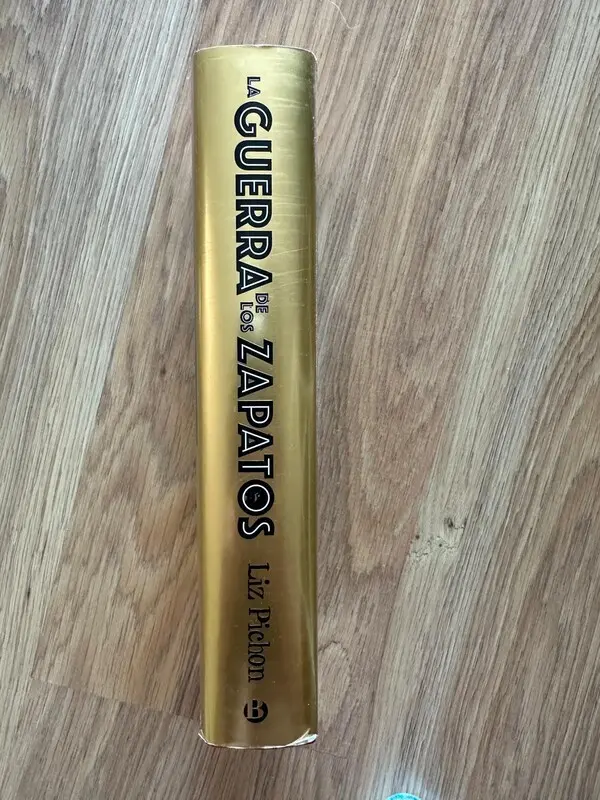 LA GUERRA DE LOS ZAPATOS
Liz Pichon
B